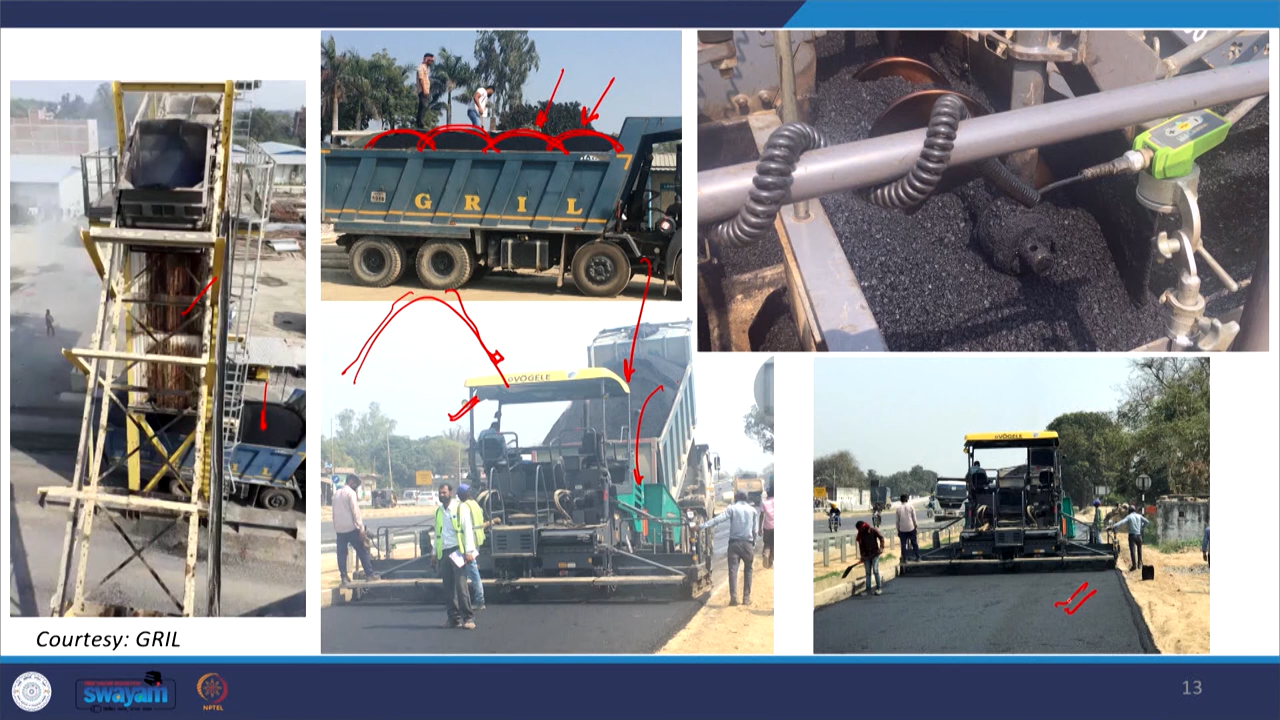 G R I L
VÖGELE
VÖGELE
Courtesy: GRIL
swayam
NPTEL
13